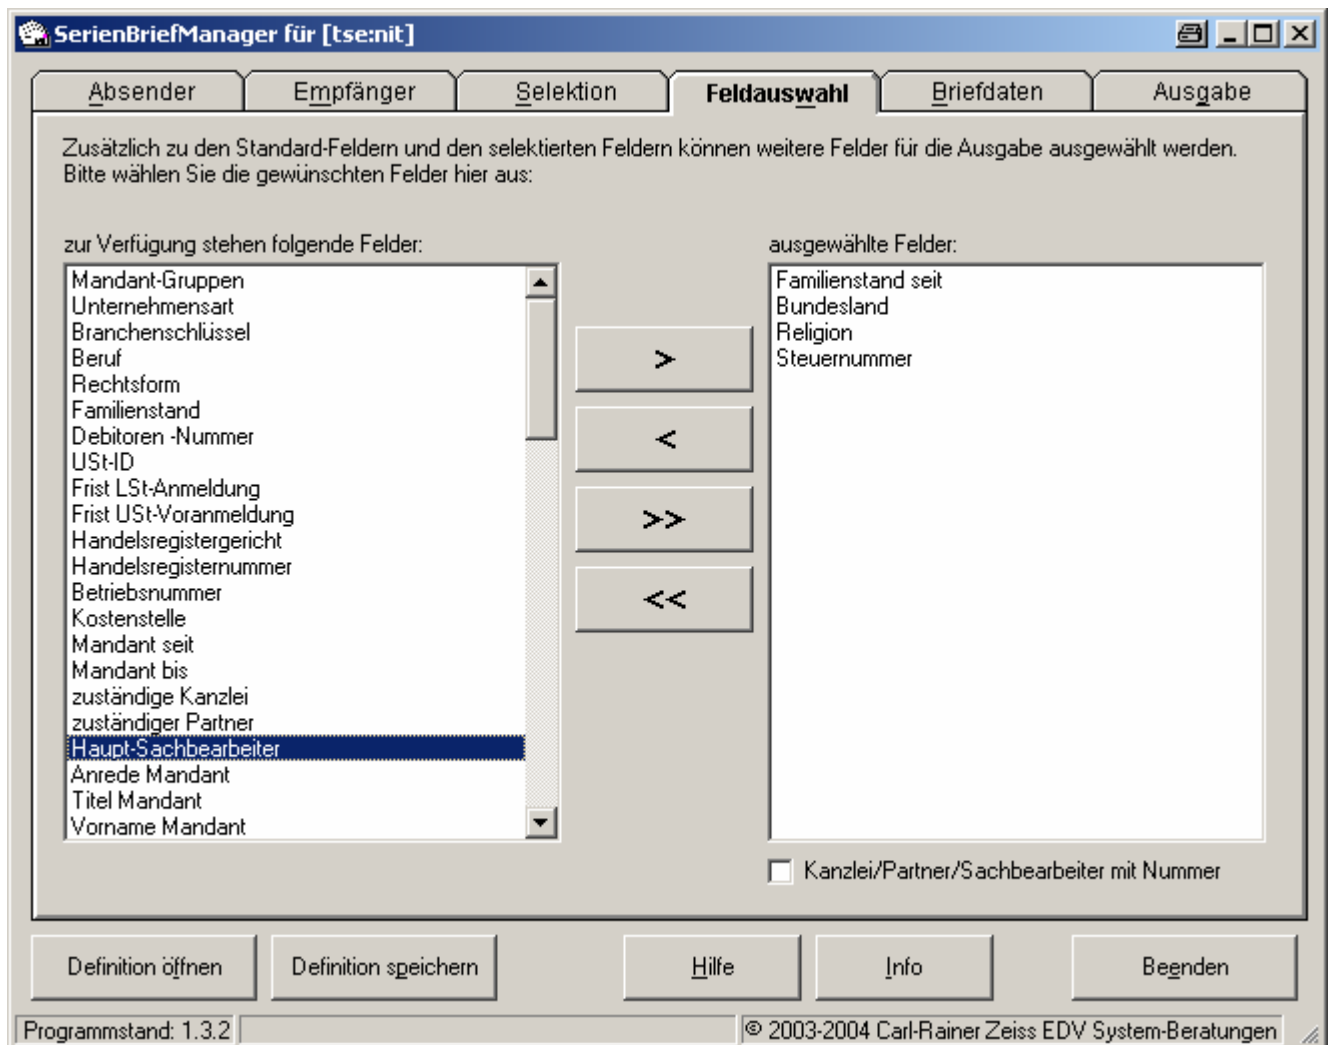 SerienBriefManager für [tse:nit]
Absender Empfänger Selektion Feldauswahl Briefdaten Ausgabe
Zusätzlich zu den Standard-Feldern und den selektierten Feldern können weitere Felder für die Ausgabe ausgewählt werden.
Bitte wählen Sie die gewünschten Felder hier aus:
zur Verfügung stehen folgende Felder:
Mandant-Gruppen
Unternehmensart
Branchenschlüssel
Beruf
Rechtsform
Familienstand
Debitoren -Nummer
USt-ID
Frist LSt-Anmeldung
Frist USt-Voranmeldung
Handelsregistergericht
Handelsregisternummer
Betriebsnummer
Kostenstelle
Mandant seit
Mandant bis
zuständige Kanzlei
zuständiger Partner
Haupt-Sachbearbeiter
Anrede Mandant
Titel Mandant
Vorname Mandant
>
<
>>
<<
ausgewählte Felder:
Familienstand seit
Bundesland
Religion
Steuernummer
Kanzlei/Partner/Sachbearbeiter mit Nummer
Definition öffnen Definition speichern Hilfe Info Beenden
Programmstand: 1.3.2 © 2003-2004 Carl-Rainer Zeiss EDV System-Beratungen